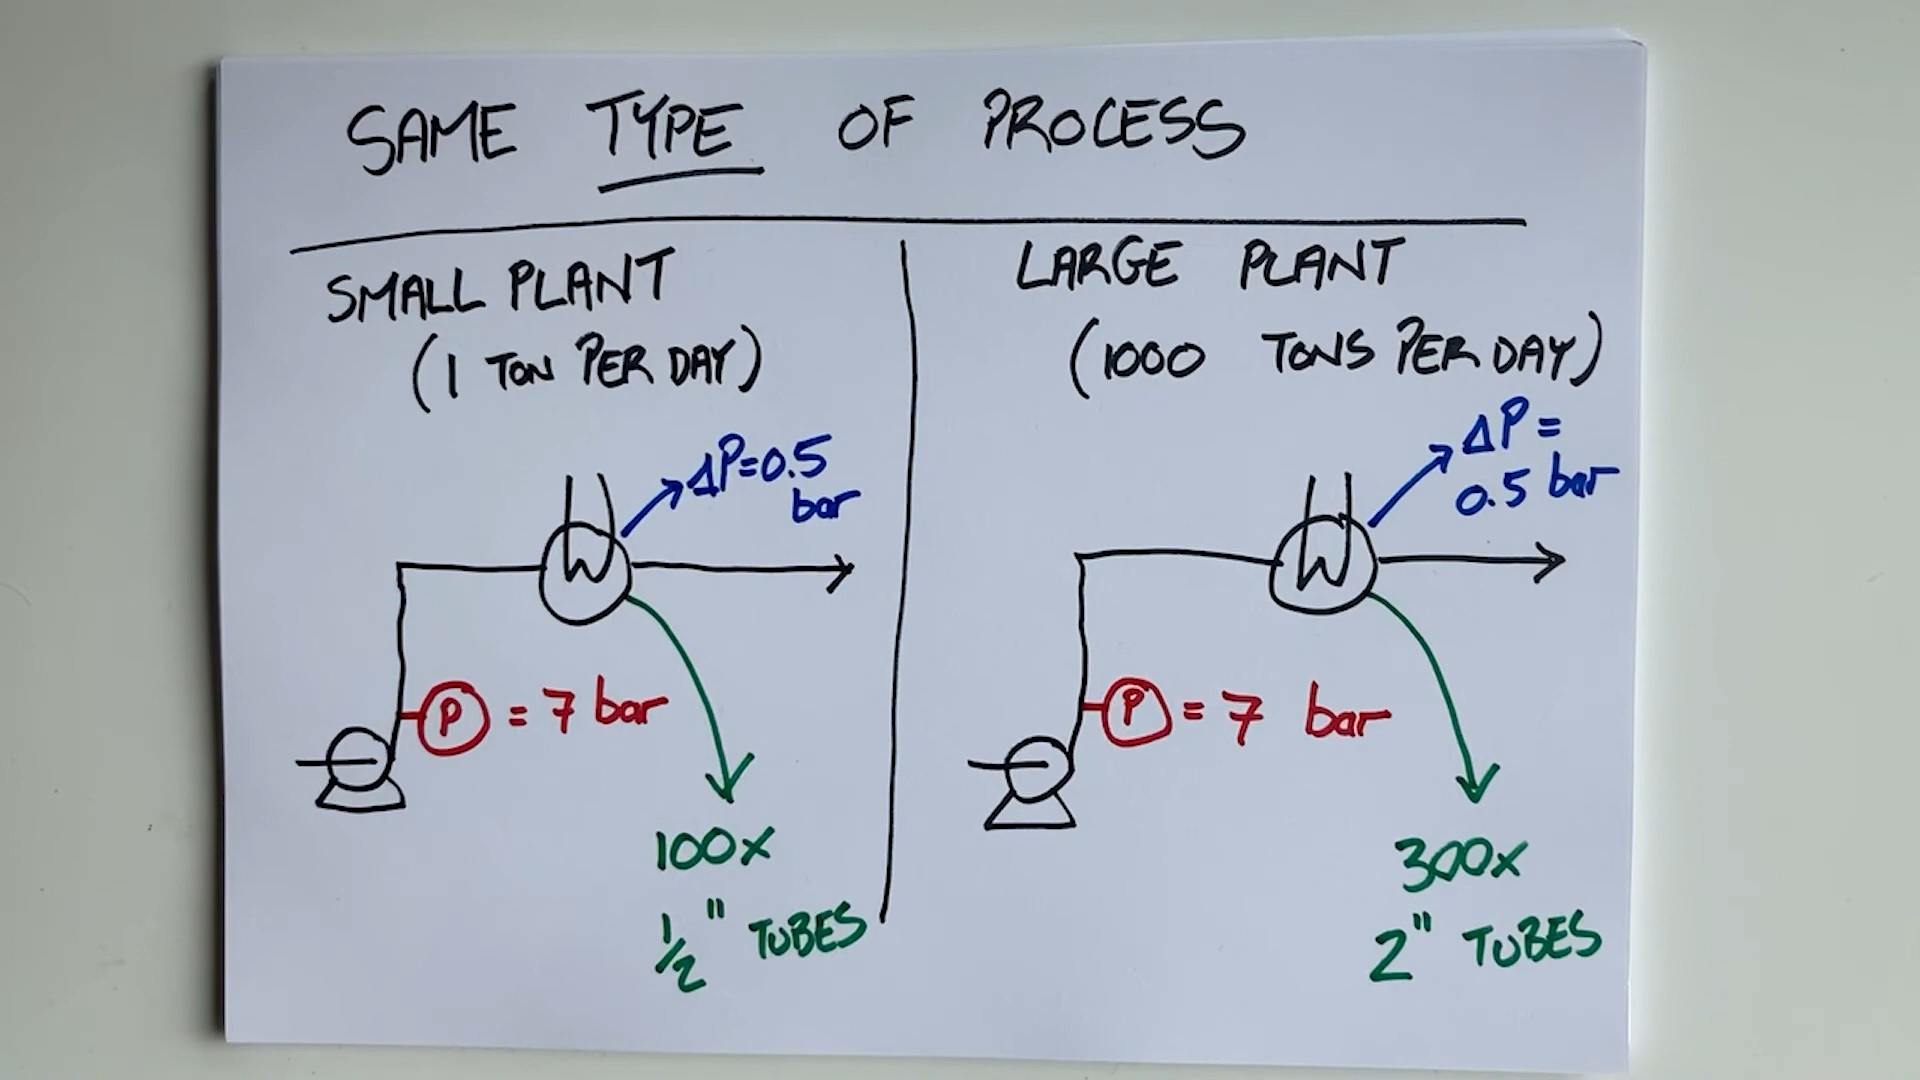 SAME TYPE OF PROCESS
SMALL PLANT
(1 TON PER DAY)
ΔP=0.5
bar
W
P = 7 bar
100x
½" TUBES
LARGE PLANT
(1000 TONS PER DAY)
ΔP =
0.5 bar
W
P = 7 bar
300x
2" TUBES